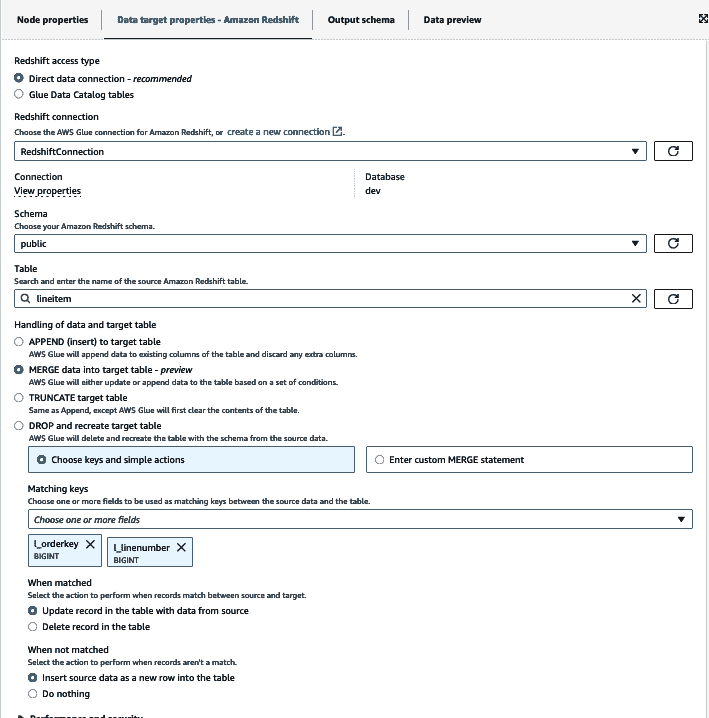 Node properties
Data target properties - Amazon Redshift
Output schema
Data preview
Redshift access type
Direct data connection - recommended
Glue Data Catalog tables
Redshift connection
Choose the AWS Glue connection for Amazon Redshift, or create a new connection.
RedshiftConnection
Connection
View properties
Database
dev
Schema
Choose your Amazon Redshift schema.
public
Table
Search and enter the name of the source Amazon Redshift table.
lineitem
Handling of data and target table
APPEND (insert) to target table
AWS Glue will append data to existing columns of the table and discard any extra columns.
MERGE data into target table - preview
AWS Glue will either update or append data to the table based on a set of conditions.
TRUNCATE target table
Same as Append, except AWS Glue will first clear the contents of the table.
DROP and recreate target table
AWS Glue will delete and recreate the table with the schema from the source data.
Choose keys and simple actions
Enter custom MERGE statement
Matching keys
Choose one or more fields to be used as matching keys between the source data and the table.
Choose one or more fields
l_orderkey
BIGINT
l_linenumber
BIGINT
When matched
Select the action to perform when records match between source and target.
Update record in the table with data from source
Delete record in the table
When not matched
Select the action to perform when records aren't a match.
Insert source data as a new row into the table
Do nothing
Performance and security